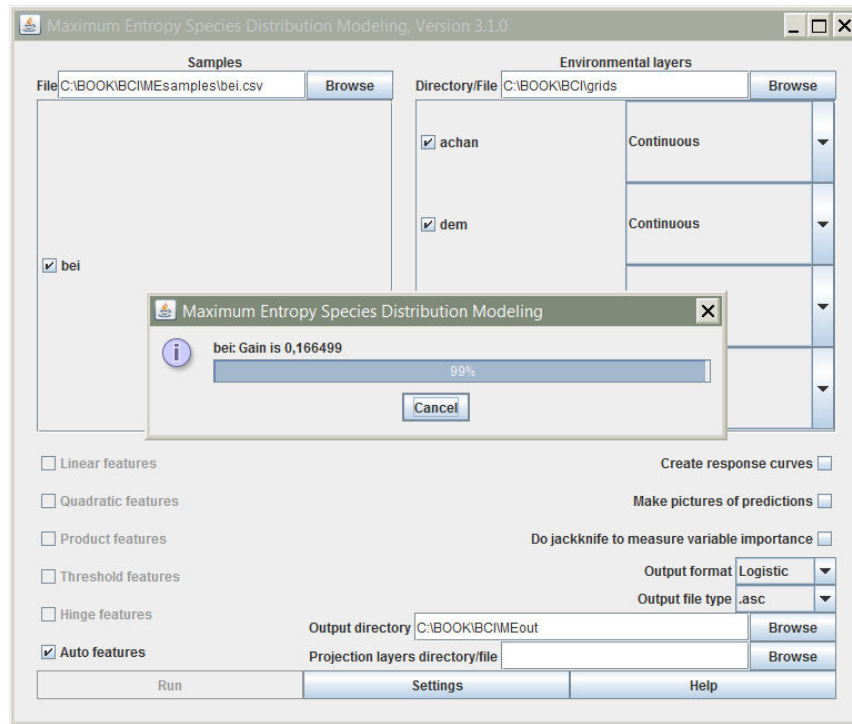 Maximum Entropy Species Distribution Modeling, Version 3.1.0
Samples
Environmental layers
File C:\BOOK\BCI\MEsamples\bei.csv Browse
Directory/File C:\BOOK\BCI\grids Browse
achan Continuous
dem Continuous
bei
Maximum Entropy Species Distribution Modeling
bei: Gain is 0,166499
99%
Cancel
Linear features
Create response curves
Quadratic features
Make pictures of predictions
Product features
Do jackknife to measure variable importance
Threshold features
Output format Logistic
Output file type .asc
Hinge features
Output directory C:\BOOK\BCI\MEout Browse
Auto features
Projection layers directory/file Browse
Run Settings Help